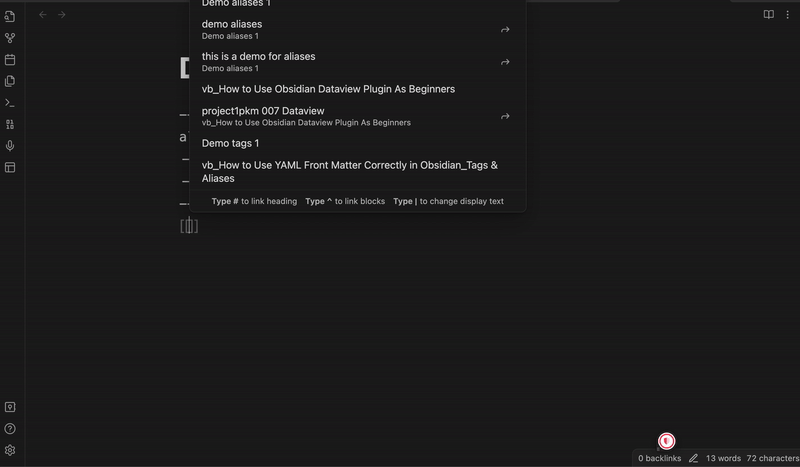 Demo aliases 1
demo aliases
Demo aliases 1
this is a demo for aliases
Demo aliases 1
vb_How to Use Obsidian Dataview Plugin As Beginners
project1pkm 007 Dataview
vb_How to Use Obsidian Dataview Plugin As Beginners
Demo tags 1
vb_How to Use YAML Front Matter Correctly in Obsidian_Tags &
Aliases
Type # to link heading Type ^ to link blocks Type | to change display text
[[]]
0 backlinks 13 words 72 characters